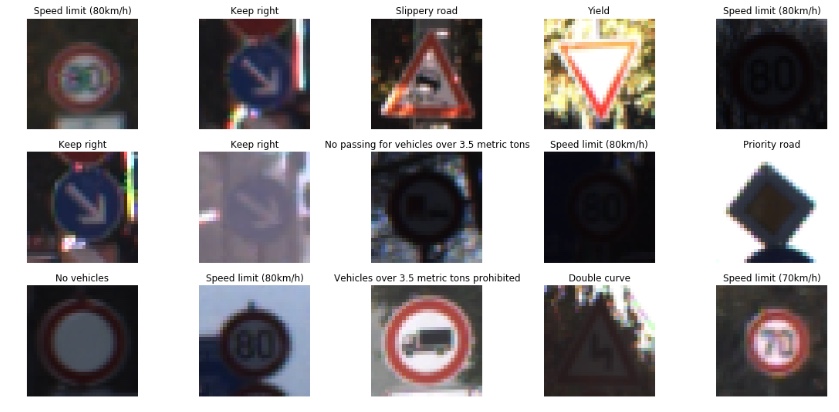 Speed limit (80km/h)
Keep right
Slippery road
Yield
Speed limit (80km/h)
80
80
Keep right
Keep right
No passing for vehicles over 3.5 metric tons
Speed limit (80km/h)
Priority road
80
No vehicles
Speed limit (80km/h)
Vehicles over 3.5 metric tons prohibited
Double curve
Speed limit (70km/h)
80
70